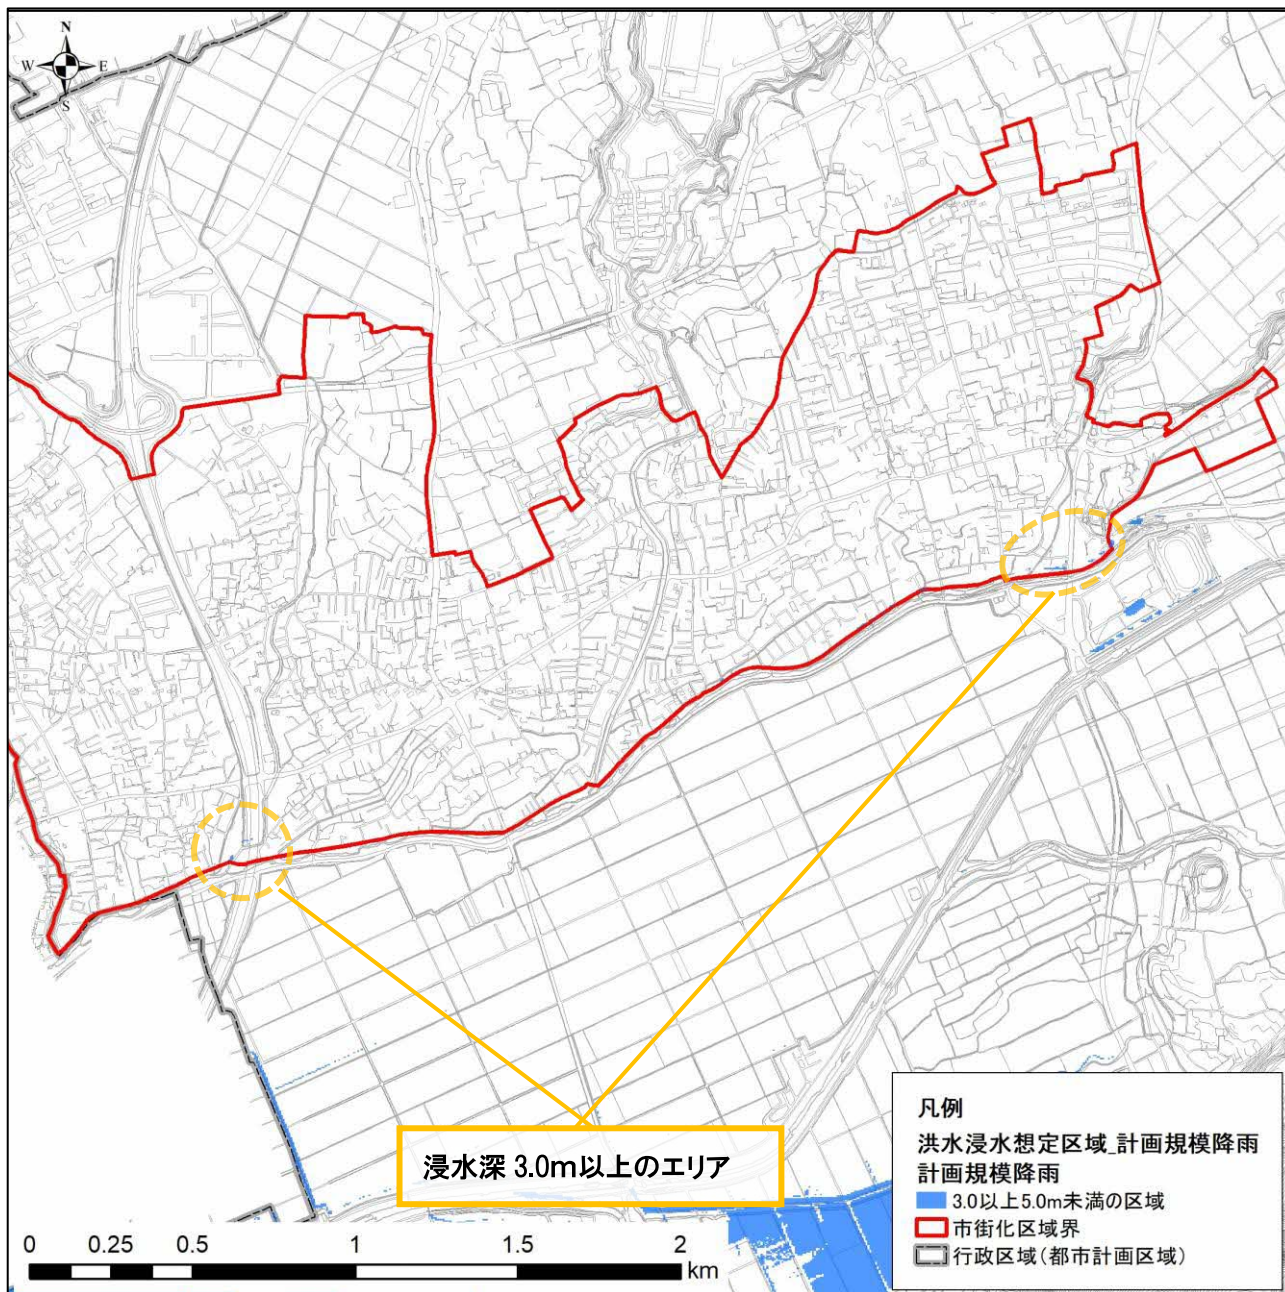 N
W E
S
浸水深 3.0m以上のエリア
凡例
洪水浸水想定区域_計画規模降雨
計画規模降雨
3.0以上5.0m未満の区域
市街化区域界
行政区域(都市計画区域)
0 0.25 0.5 1 1.5 2
km